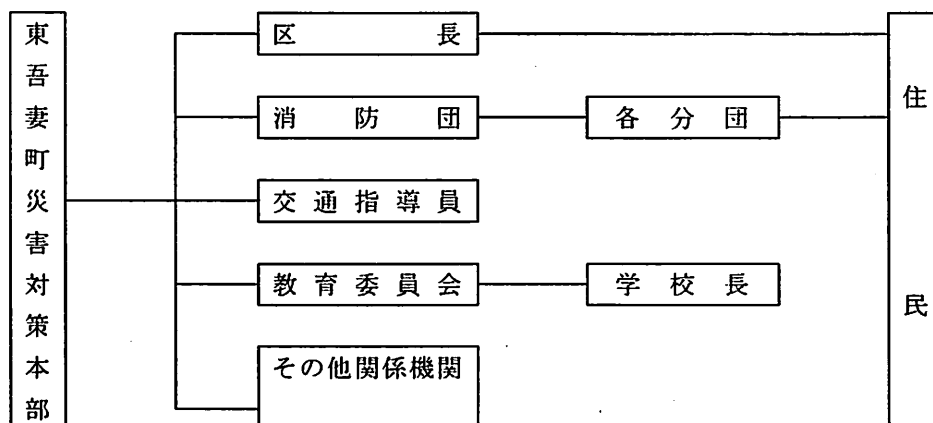 東吾妻町災害対策本部
区長
消防団
各分団
交通指導員
教育委員会
学校長
その他関係機関
住民